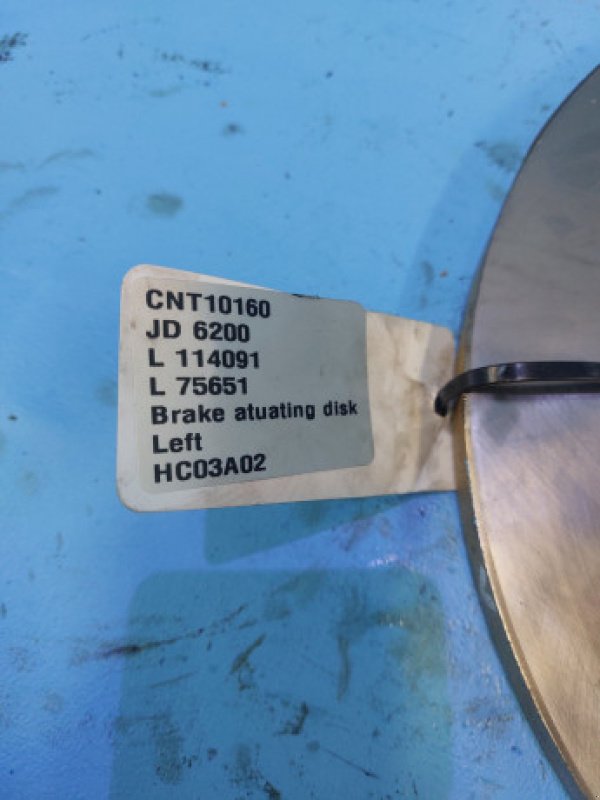 CNT10160
JD 6200
L 114091
L 75651
Brake atuating disk
Left
HC03A02